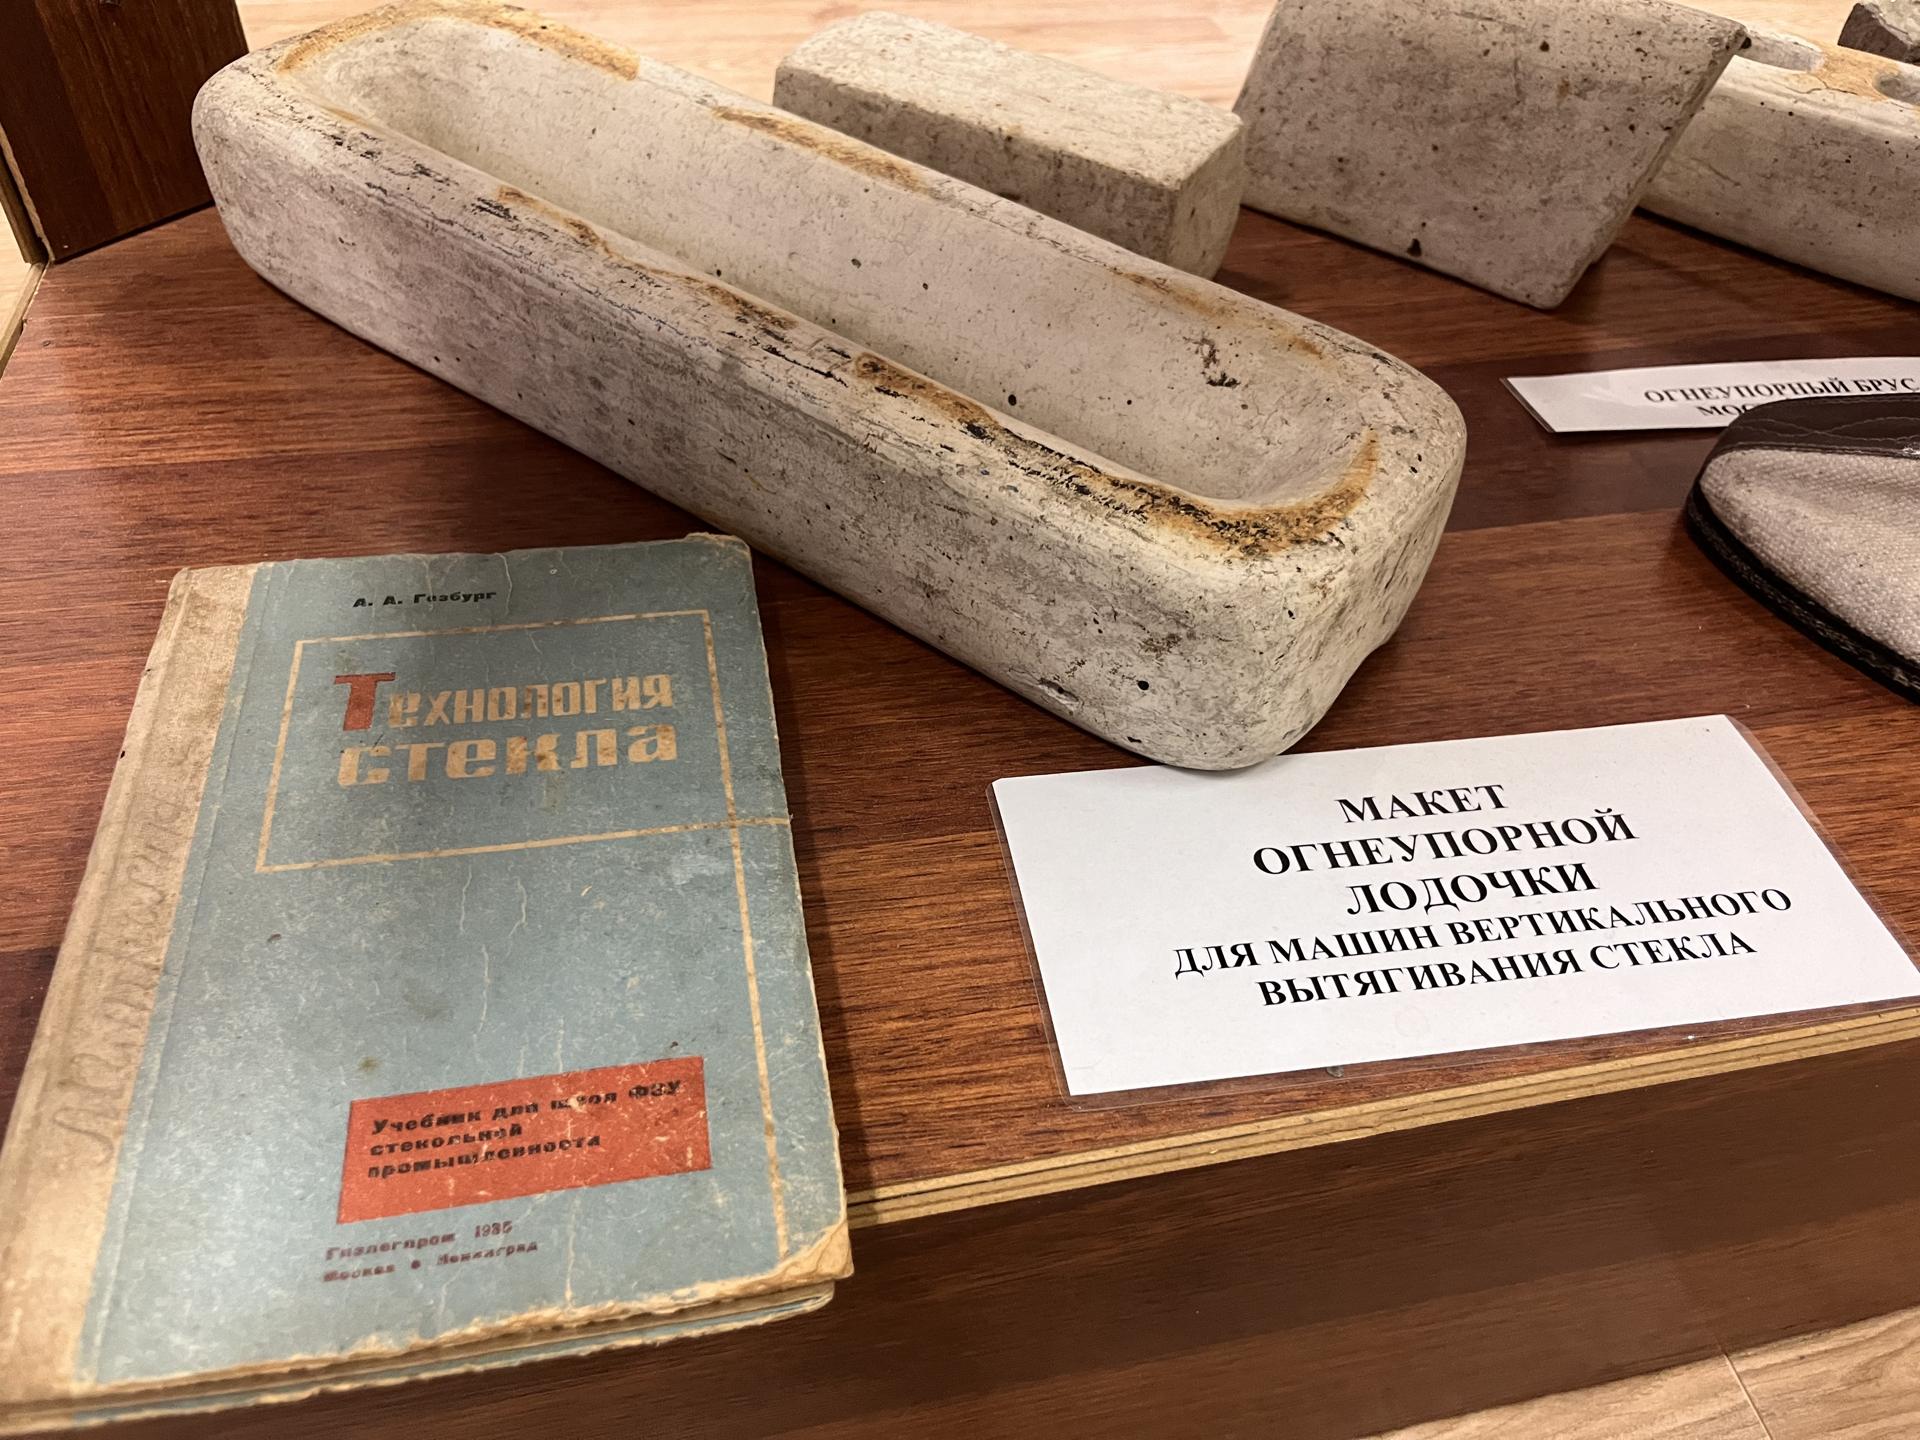 А. А. Гезбург
Технология
стекла
Учебник для школ ФЗУ
стекольной
промышленности
Гизлегпром 1935
Москва • Ленинград
МАКЕТ
ОГНЕУПОРНОЙ
ЛОДОЧКИ
ДЛЯ МАШИН ВЕРТИКАЛЬНОГО
ВЫТЯГИВАНИЯ СТЕКЛА
ОГНЕУПОРНЫЙ БРУС